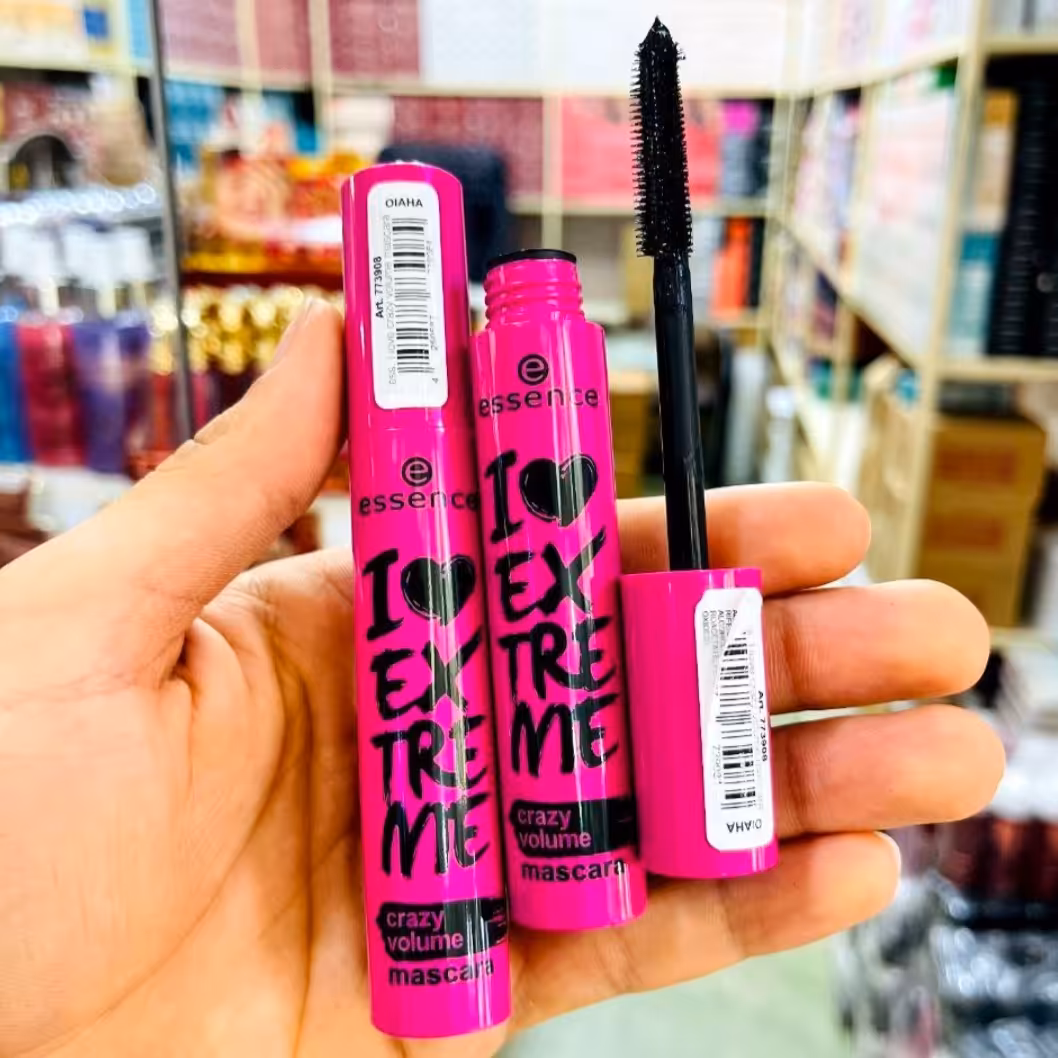 OIAHA
Art. 773908
e
essence
I ♥
EX
TRE
ME
crazy
volume
mascara
e
essence
I ♥
EX
TRE
ME
crazy
volume
mascara
Art. 773908
OIAHA